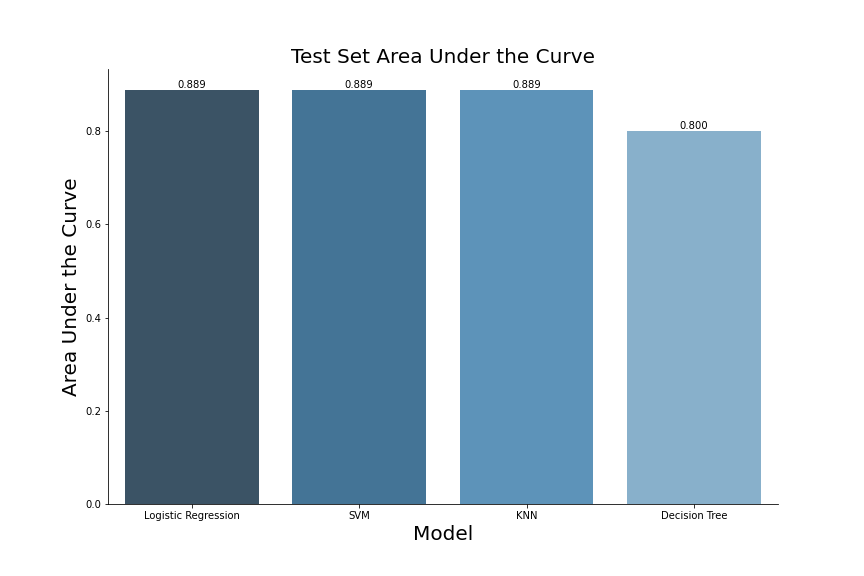 Test Set Area Under the Curve
0.889
0.889
0.889
0.800
Area Under the Curve
0.8
0.6
0.4
0.2
0.0
Logistic Regression
SVM
KNN
Decision Tree
Model